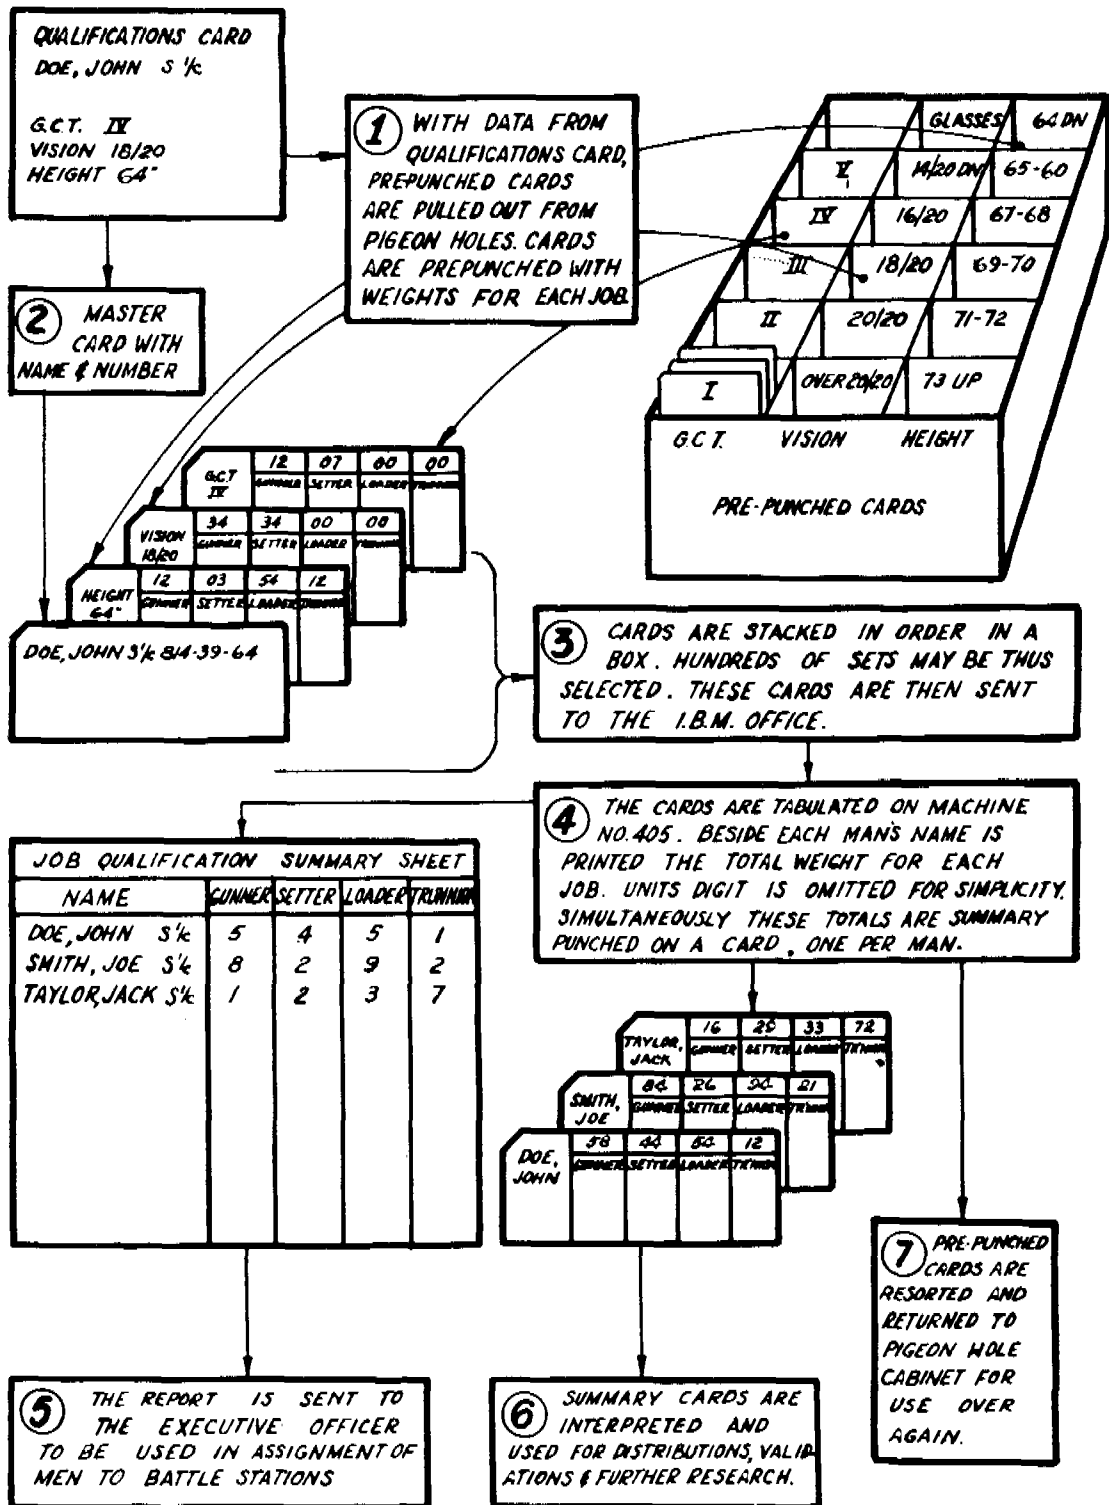 QUALIFICATIONS CARD
DOE, JOHN S 1/c
G.C.T. IV
VISION 18/20
HEIGHT 64"
1 WITH DATA FROM
QUALIFICATIONS CARD,
PREPUNCHED CARDS
ARE PULLED OUT FROM
PIGEON HOLES. CARDS
ARE PREPUNCHED WITH
WEIGHTS FOR EACH JOB.
GLASSES 64 DN
V 14/20 DN 65-60
IV 16/20 67-68
III 18/20 69-70
II 20/20 71-72
I OVER 20/20 73 UP
G.C.T. VISION HEIGHT
PRE-PUNCHED CARDS
2 MASTER
CARD WITH
NAME & NUMBER
12 07 00 00
G.C.T IV GUNNER SETTER LOADER TRUNNION
34 34 00 00
VISION 18/20 GUNNER SETTER LOADER
12 03 54 12
HEIGHT 64" GUNNER SETTER LOADER
DOE, JOHN S 1/c 814-39-64
3 CARDS ARE STACKED IN ORDER IN A
BOX. HUNDREDS OF SETS MAY BE THUS
SELECTED. THESE CARDS ARE THEN SENT
TO THE I.B.M. OFFICE.
4 THE CARDS ARE TABULATED ON MACHINE
NO. 405. BESIDE EACH MAN'S NAME IS
PRINTED THE TOTAL WEIGHT FOR EACH
JOB. UNITS DIGIT IS OMITTED FOR SIMPLICITY.
SIMULTANEOUSLY THESE TOTALS ARE SUMMARY
PUNCHED ON A CARD, ONE PER MAN.
JOB QUALIFICATION SUMMARY SHEET
NAME GUNNER SETTER LOADER
DOE, JOHN S 1/c 5 4 5 1
SMITH, JOE S 1/c 8 2 9 2
TAYLOR, JACK S 1/c 1 2 3 7
16 29 33 72
TAYLOR, JACK GUNNER SETTER LOADER
84 26 94 21
SMITH, JOE GUNNER SETTER LOADER
58 44 54 12
DOE, JOHN GUNNER SETTER LOADER
5 THE REPORT IS SENT TO
THE EXECUTIVE OFFICER
TO BE USED IN ASSIGNMENT OF
MEN TO BATTLE STATIONS
6 SUMMARY CARDS ARE
INTERPRETED AND
USED FOR DISTRIBUTIONS, VALID-
ATIONS & FURTHER RESEARCH.
7 PRE-PUNCHED
CARDS ARE
RESORTED AND
RETURNED TO
PIGEON HOLE
CABINET FOR
USE OVER
AGAIN.